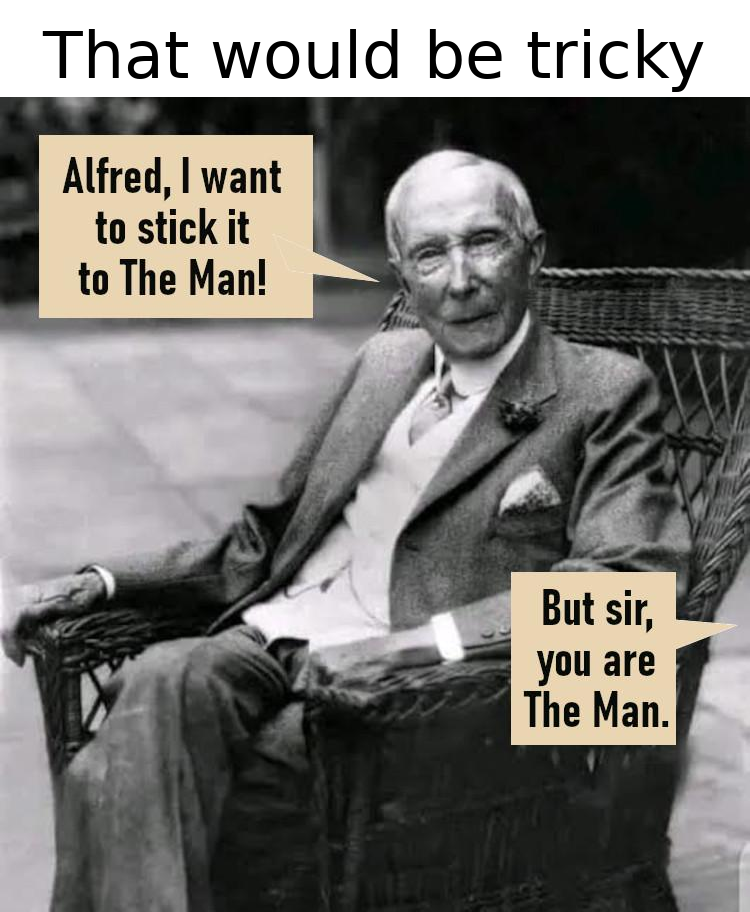 That would be tricky
Alfred, I want
to stick it
to The Man!
But sir,
you are
The Man.